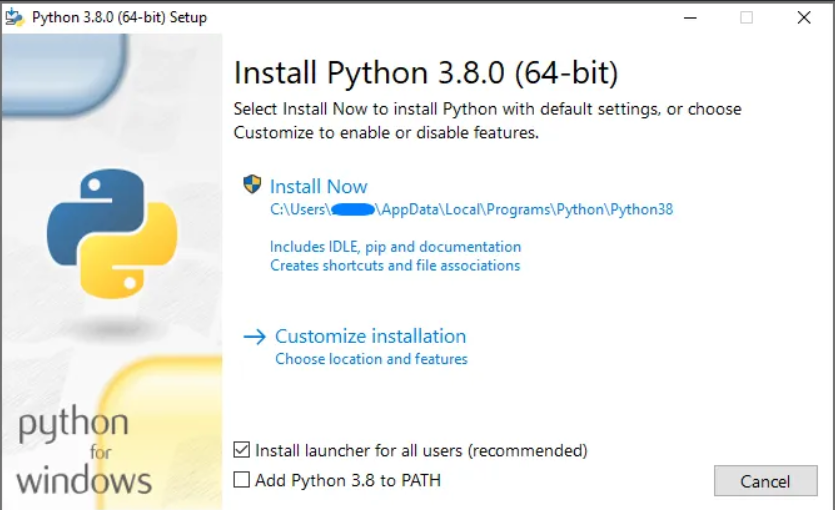 Python 3.8.0 (64-bit) Setup
Install Python 3.8.0 (64-bit)
Select Install Now to install Python with default settings, or choose
Customize to enable or disable features.
Install Now
C:\Users\ \AppData\Local\Programs\Python\Python38
Includes IDLE, pip and documentation
Creates shortcuts and file associations
→ Customize installation
Choose location and features
Install launcher for all users (recommended)
Add Python 3.8 to PATH
Cancel
python
for
windows